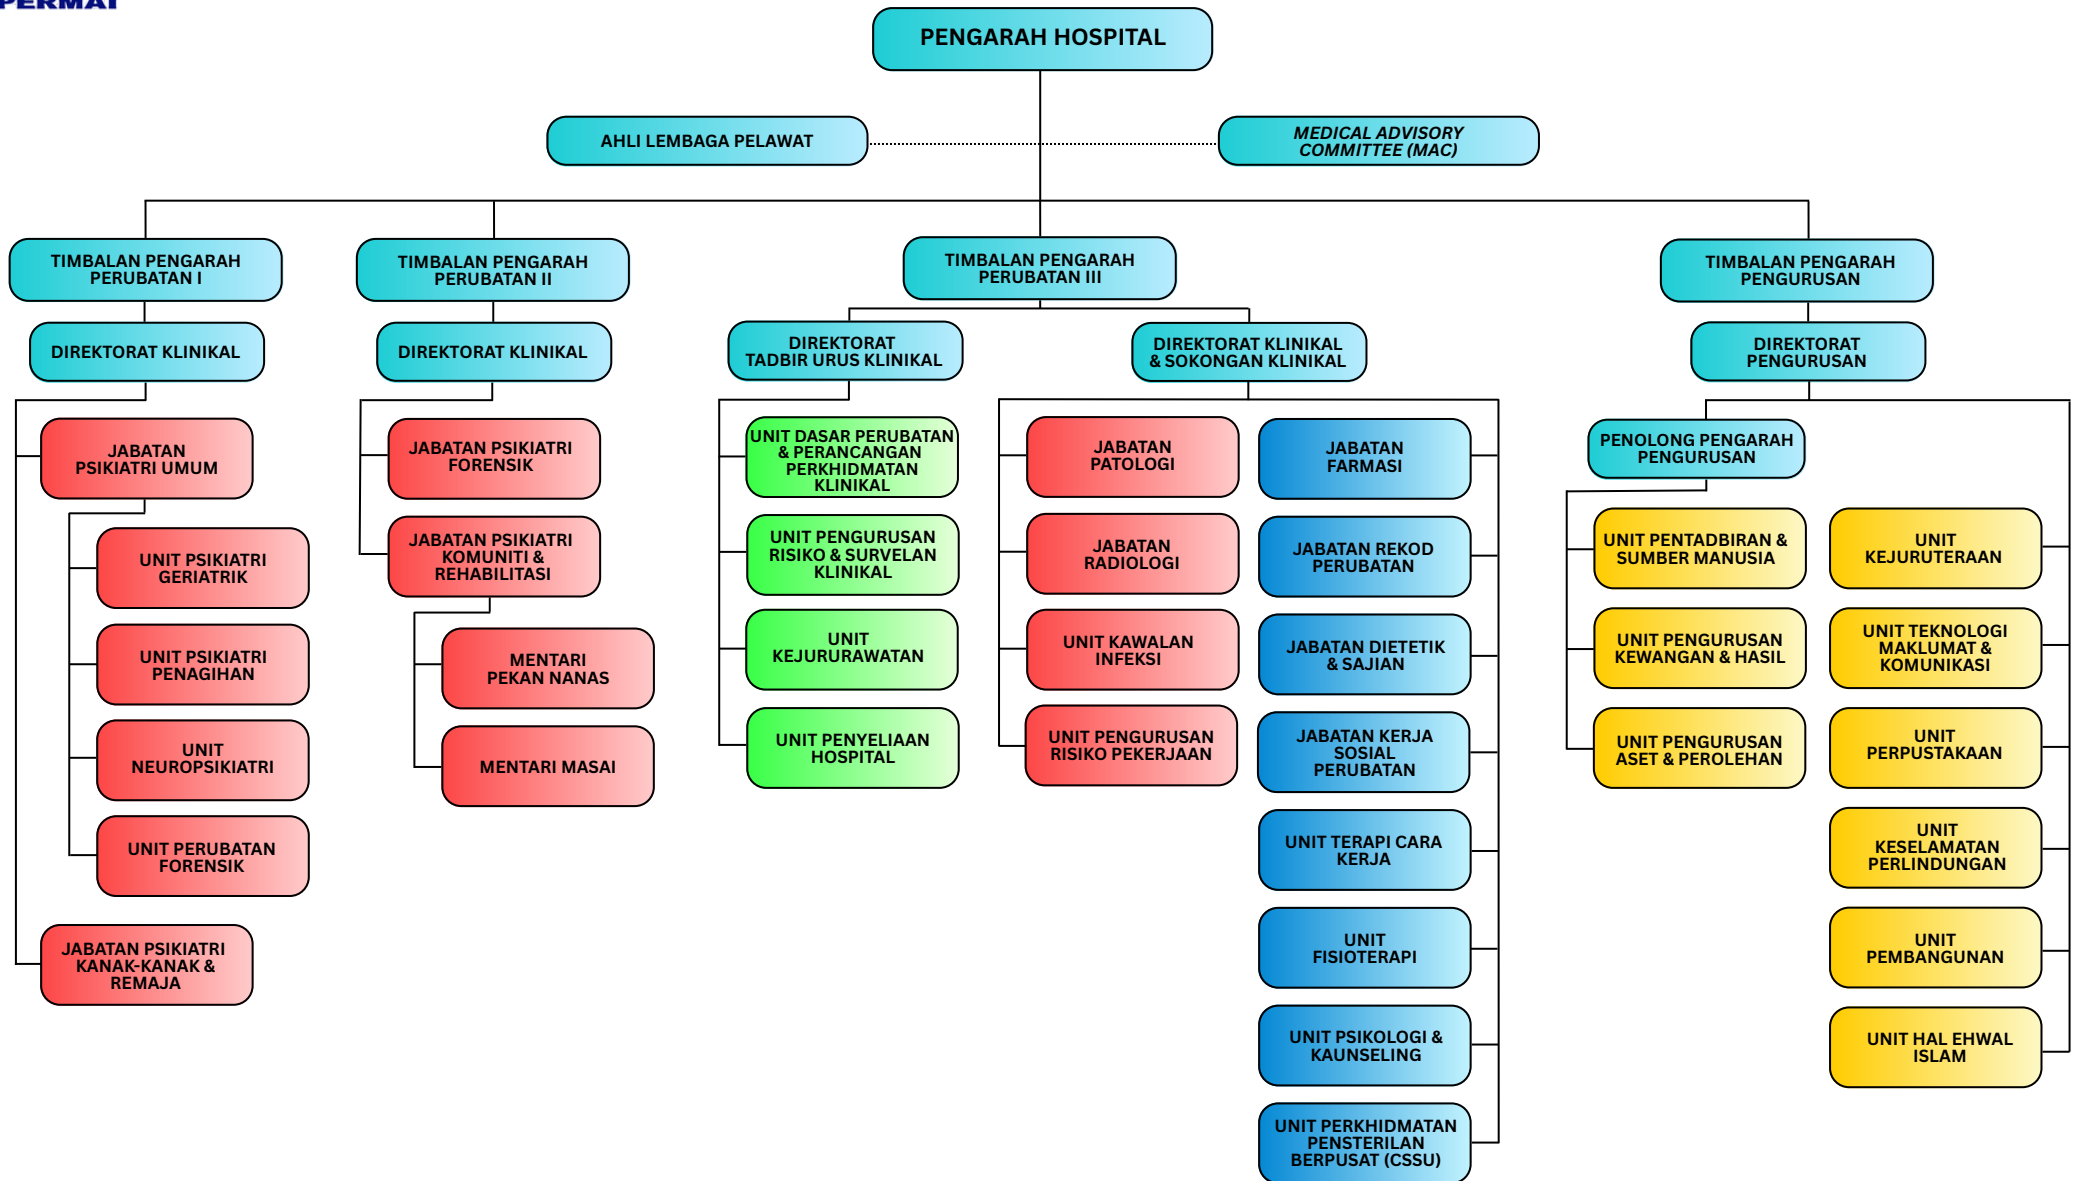 PERMAI
PENGARAH HOSPITAL
AHLI LEMBAGA PELAWAT
MEDICAL ADVISORY
COMMITTEE (MAC)
TIMBALAN PENGARAH
PERUBATAN I
TIMBALAN PENGARAH
PERUBATAN II
TIMBALAN PENGARAH
PERUBATAN III
TIMBALAN PENGARAH
PENGURUSAN
DIREKTORAT KLINIKAL
DIREKTORAT KLINIKAL
DIREKTORAT
TADBIR URUS KLINIKAL
DIREKTORAT KLINIKAL
& SOKONGAN KLINIKAL
DIREKTORAT
PENGURUSAN
JABATAN
PSIKIATRI UMUM
UNIT PSIKIATRI
GERIATRIK
UNIT PSIKIATRI
PENAGIHAN
UNIT
NEUROPSIKIATRI
UNIT PERUBATAN
FORENSIK
JABATAN PSIKIATRI
KANAK-KANAK &
REMAJA
JABATAN PSIKIATRI
FORENSIK
JABATAN PSIKIATRI
KOMUNITI &
REHABILITASI
MENTARI
PEKAN NANAS
MENTARI MASAI
UNIT DASAR PERUBATAN
& PERANCANGAN
PERKHIDMATAN
KLINIKAL
UNIT PENGURUSAN
RISIKO & SURVELAN
KLINIKAL
UNIT
KEJURURAWATAN
UNIT PENYELIAAN
HOSPITAL
JABATAN
PATOLOGI
JABATAN
RADIOLOGI
UNIT KAWALAN
INFEKSI
UNIT PENGURUSAN
RISIKO PEKERJAAN
JABATAN
FARMASI
JABATAN REKOD
PERUBATAN
JABATAN DIETETIK
& SAJIAN
JABATAN KERJA
SOSIAL
PERUBATAN
UNIT TERAPI CARA
KERJA
UNIT
FISIOTERAPI
UNIT PSIKOLOGI &
KAUNSELING
UNIT PERKHIDMATAN
PENSTERILAN
BERPUSAT (CSSU)
PENOLONG PENGARAH
PENGURUSAN
UNIT PENTADBIRAN &
SUMBER MANUSIA
UNIT PENGURUSAN
KEWANGAN & HASIL
UNIT PENGURUSAN
ASET & PEROLEHAN
UNIT
KEJURUTERAAN
UNIT TEKNOLOGI
MAKLUMAT &
KOMUNIKASI
UNIT
PERPUSTAKAAN
UNIT
KESELAMATAN
PERLINDUNGAN
UNIT
PEMBANGUNAN
UNIT HAL EHWAL
ISLAM